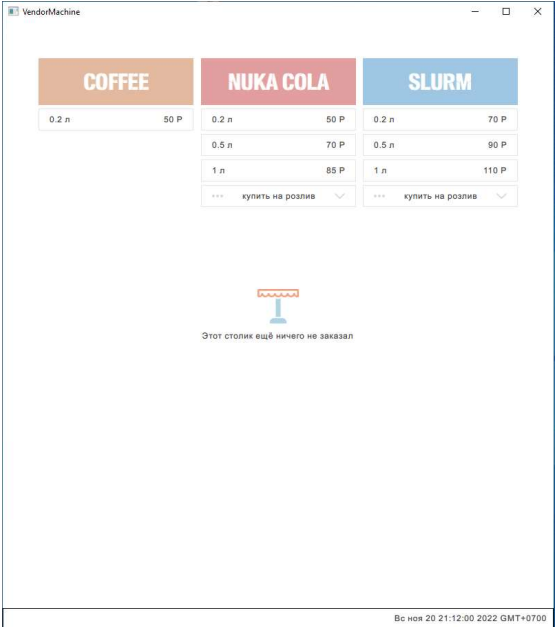 VendorMachine
COFFEE
0.2 л 50 Р
NUKA COLA
0.2 л 50 Р
0.5 л 70 Р
1 л 85 Р
••• купить на розлив
SLURM
0.2 л 70 Р
0.5 л 90 Р
1 л 110 Р
••• купить на розлив
Этот столик ещё ничего не заказал
Вс ноя 20 21:12:00 2022 GMT+0700